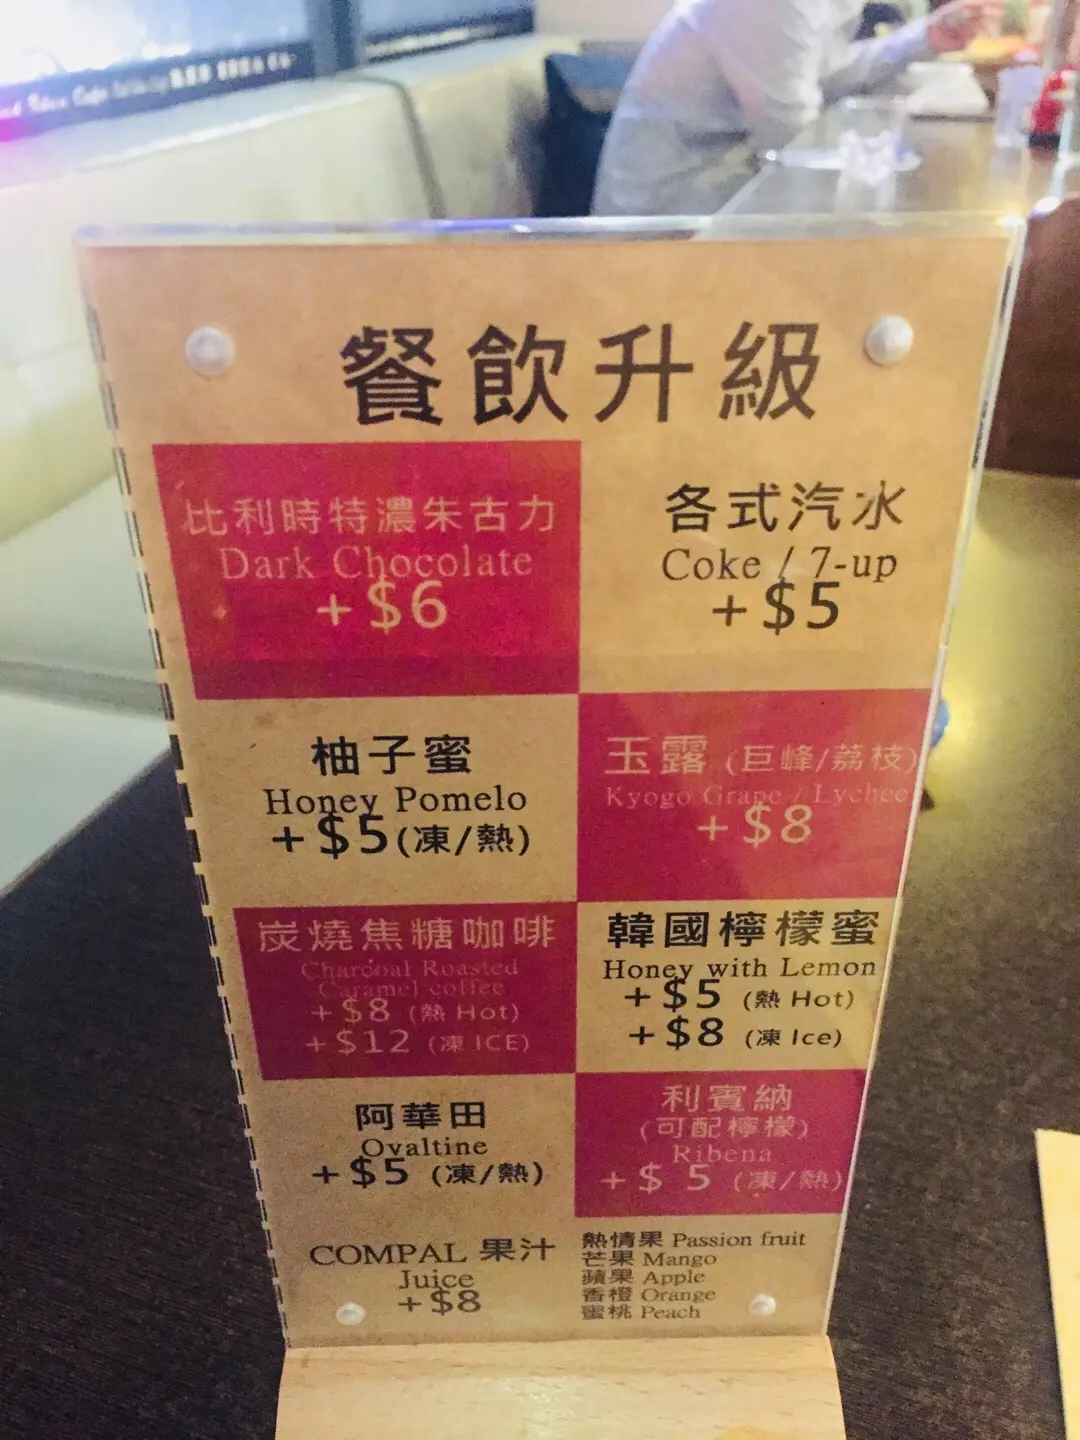 餐飲升級
比利時特濃朱古力
Dark Chocolate
+$6
各式汽水
Coke / 7-up
+$5
柚子蜜
Honey Pomelo
+$5(凍/熱)
玉露 (巨峰/荔枝)
Kyogo Grape / Lychee
+$8
炭燒焦糖咖啡
Charcoal Roasted
Caramel coffee
+$8 (熱 Hot)
+$12 (凍 ICE)
韓國檸檬蜜
Honey with Lemon
+$5 (熱 Hot)
+$8 (凍 Ice)
阿華田
Ovaltine
+$5 (凍/熱)
利賓納
(可配檸檬)
Ribena
+$ 5 (凍/熱)
COMPAL 果汁
Juice
+$8
熱情果 Passion fruit
芒果 Mango
蘋果 Apple
香橙 Orange
蜜桃 Peach